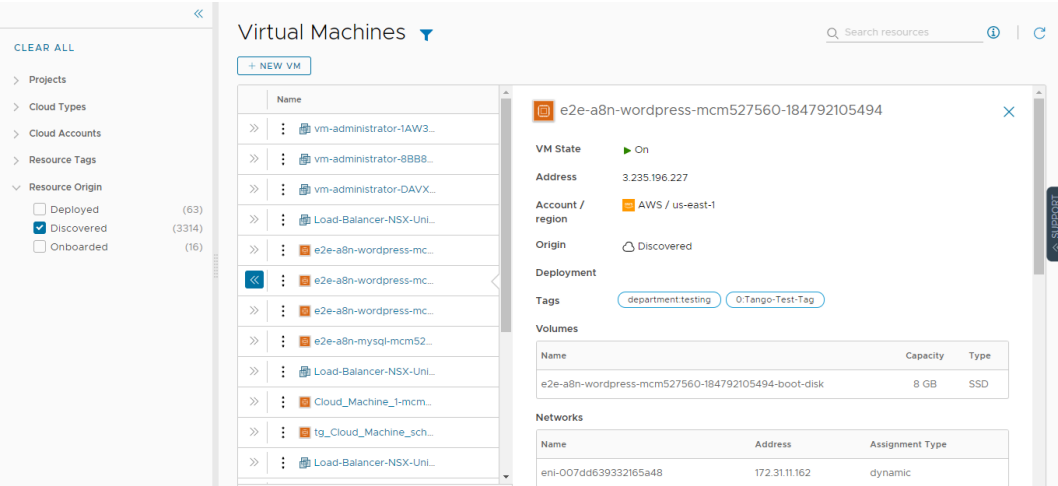 CLEAR ALL
Projects
Cloud Types
Cloud Accounts
Resource Tags
Resource Origin
Deployed (63)
Discovered (3314)
Onboarded (16)
Virtual Machines
Search resources
+ NEW VM
Name
vm-administrator-1AW3...
vm-administrator-8BB8...
vm-administrator-DAVX...
Load-Balancer-NSX-Uni...
e2e-a8n-wordpress-mc...
e2e-a8n-wordpress-mc...
e2e-a8n-wordpress-mc...
e2e-a8n-mysql-mcm52...
Load-Balancer-NSX-Uni...
Cloud_Machine_1-mcm...
tg_Cloud_Machine_sch...
Load-Balancer-NSX-Uni...
e2e-a8n-wordpress-mcm527560-184792105494
VM State On
Address 3.235.196.227
Account / region AWS / us-east-1
Origin Discovered
Deployment
Tags department:testing 0:Tango-Test-Tag
Volumes
Name Capacity Type
e2e-a8n-wordpress-mcm527560-184792105494-boot-disk 8 GB SSD
Networks
Name Address Assignment Type
eni-007dd639332165a48 172.31.11.162 dynamic
SUPPORT